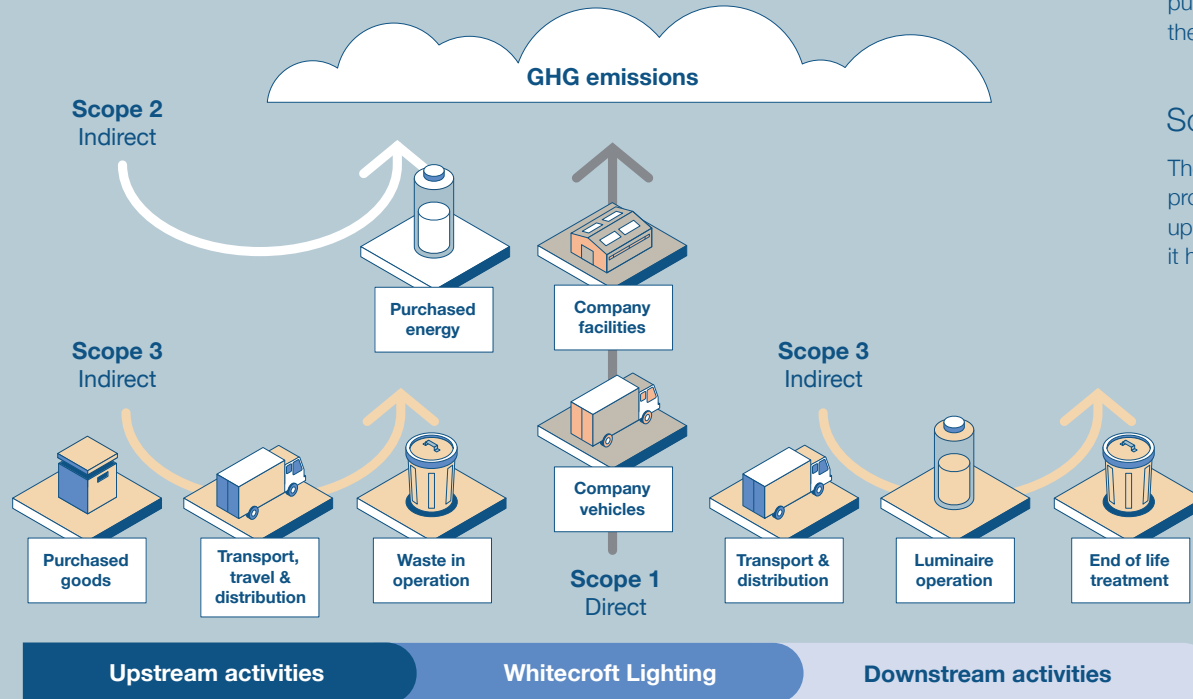 GHG emissions
Scope 2
Indirect
Purchased
energy
Company
facilities
Scope 3
Indirect
Scope 3
Indirect
Company
vehicles
Purchased
goods
Transport,
travel &
distribution
Waste in
operation
Scope 1
Direct
Transport &
distribution
Luminaire
operation
End of life
treatment
Upstream activities
Whitecroft Lighting
Downstream activities